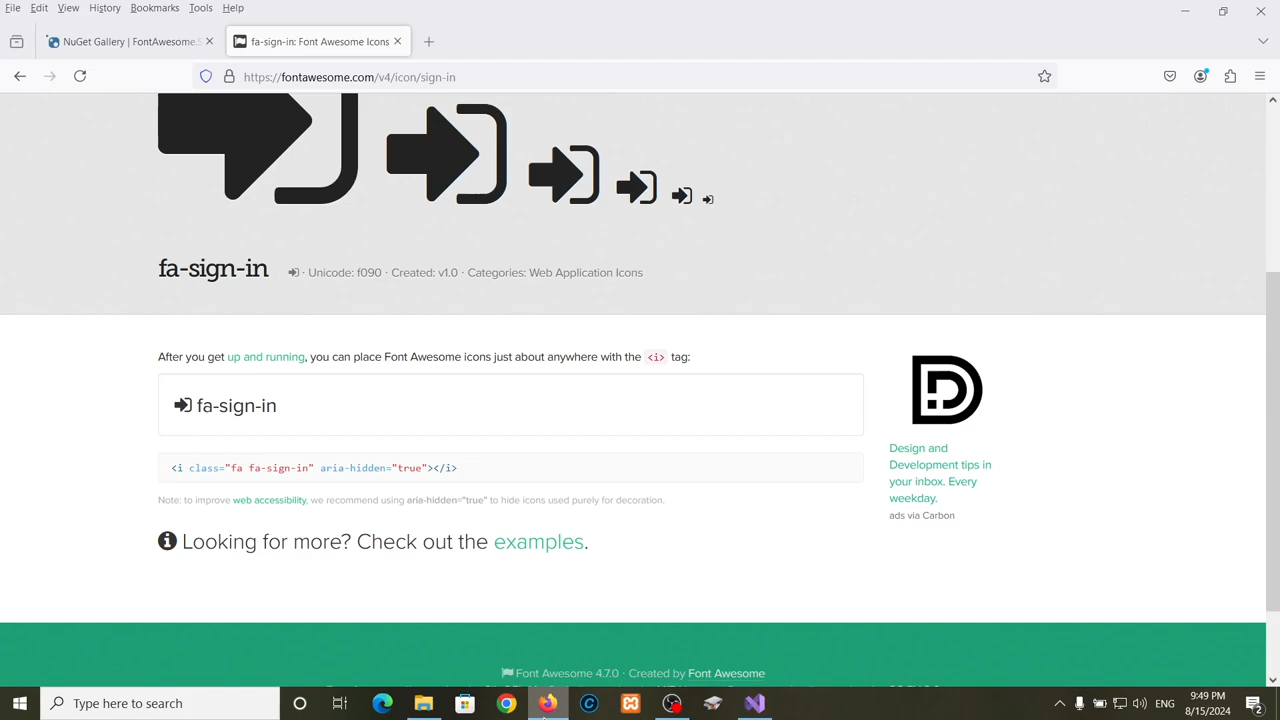 File Edit View History Bookmarks Tools Help
NuGet Gallery | FontAwesome.S
fa-sign-in: Font Awesome Icons
https://fontawesome.com/v4/icon/sign-in
fa-sign-in · Unicode: f090 · Created: v1.0 · Categories: Web Application Icons
After you get up and running, you can place Font Awesome icons just about anywhere with the <i> tag:
fa-sign-in
<i class="fa fa-sign-in" aria-hidden="true"></i>
Note: to improve web accessibility, we recommend using aria-hidden="true" to hide icons used purely for decoration.
Looking for more? Check out the examples.
Design and
Development tips in
your inbox. Every
weekday.
ads via Carbon
Font Awesome 4.7.0 · Created by Font Awesome
Type here to search
ENG
9:49 PM
8/15/2024
2